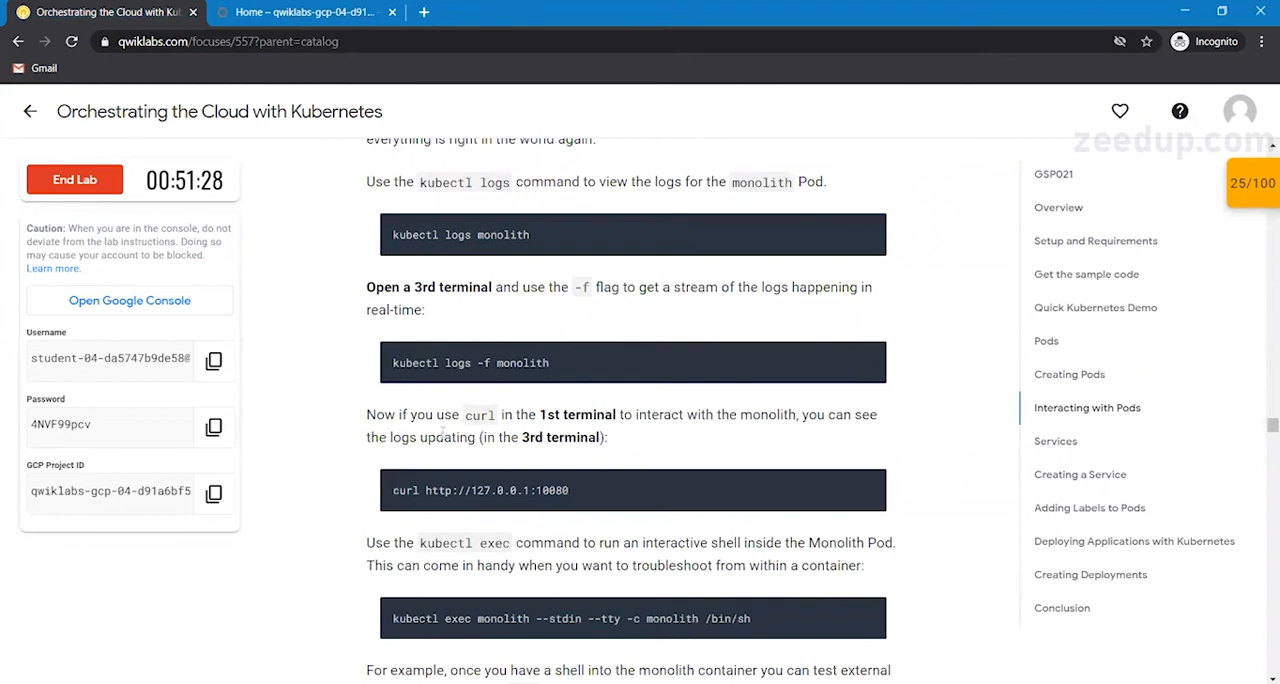 Orchestrating the Cloud with Kub
Home – qwiklabs-gcp-04-d91...
qwiklabs.com/focuses/557?parent=catalog
Incognito
Gmail
Orchestrating the Cloud with Kubernetes
zeedup.com
End Lab
00:51:28
25/100
Caution: When you are in the console, do not
deviate from the lab instructions. Doing so
may cause your account to be blocked.
Learn more.
Open Google Console
Username
student-04-da5747b9de58@
Password
4NVF99pcv
GCP Project ID
qwiklabs-gcp-04-d91a6bf5
everything is right in the world again.
Use the kubectl logs command to view the logs for the monolith Pod.
kubectl logs monolith
Open a 3rd terminal and use the -f flag to get a stream of the logs happening in
real-time:
kubectl logs -f monolith
Now if you use curl in the 1st terminal to interact with the monolith, you can see
the logs updating (in the 3rd terminal):
curl http://127.0.0.1:10080
Use the kubectl exec command to run an interactive shell inside the Monolith Pod.
This can come in handy when you want to troubleshoot from within a container:
kubectl exec monolith --stdin --tty -c monolith /bin/sh
For example, once you have a shell into the monolith container you can test external
GSP021
Overview
Setup and Requirements
Get the sample code
Quick Kubernetes Demo
Pods
Creating Pods
Interacting with Pods
Services
Creating a Service
Adding Labels to Pods
Deploying Applications with Kubernetes
Creating Deployments
Conclusion